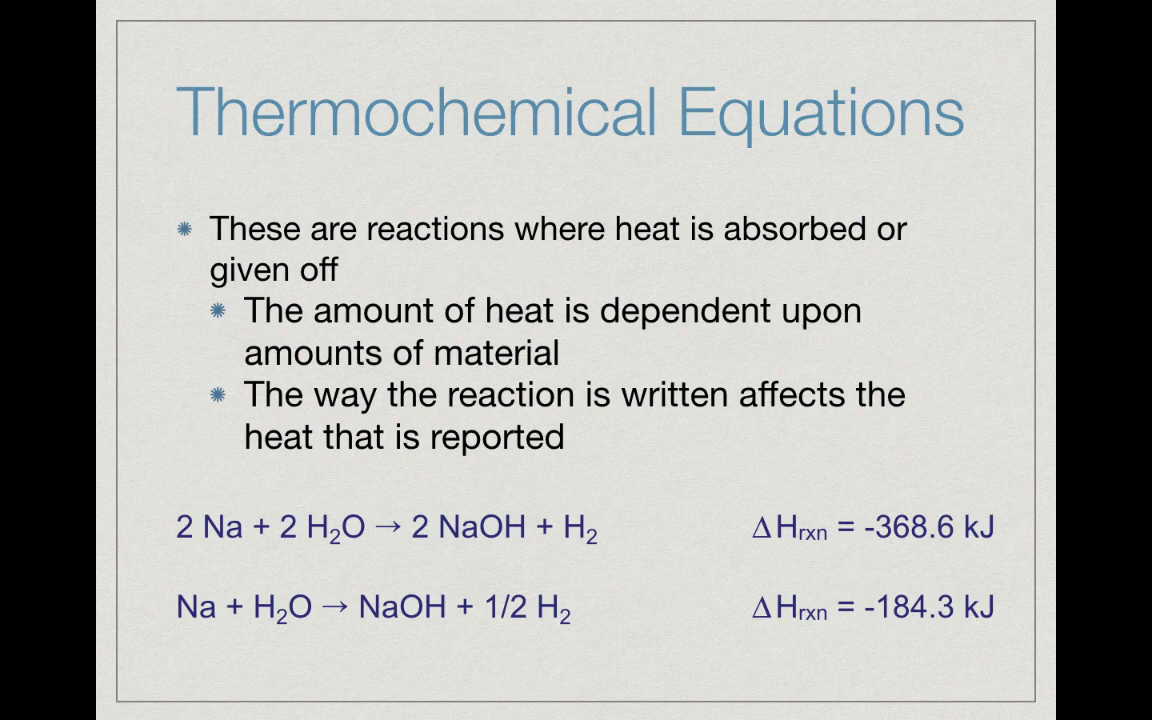 Thermochemical Equations
These are reactions where heat is absorbed or
given off
The amount of heat is dependent upon
amounts of material
The way the reaction is written affects the
heat that is reported
2 Na + 2 H₂O → 2 NaOH + H₂ ΔHrxn = -368.6 kJ
Na + H₂O → NaOH + 1/2 H₂ ΔHrxn = -184.3 kJ